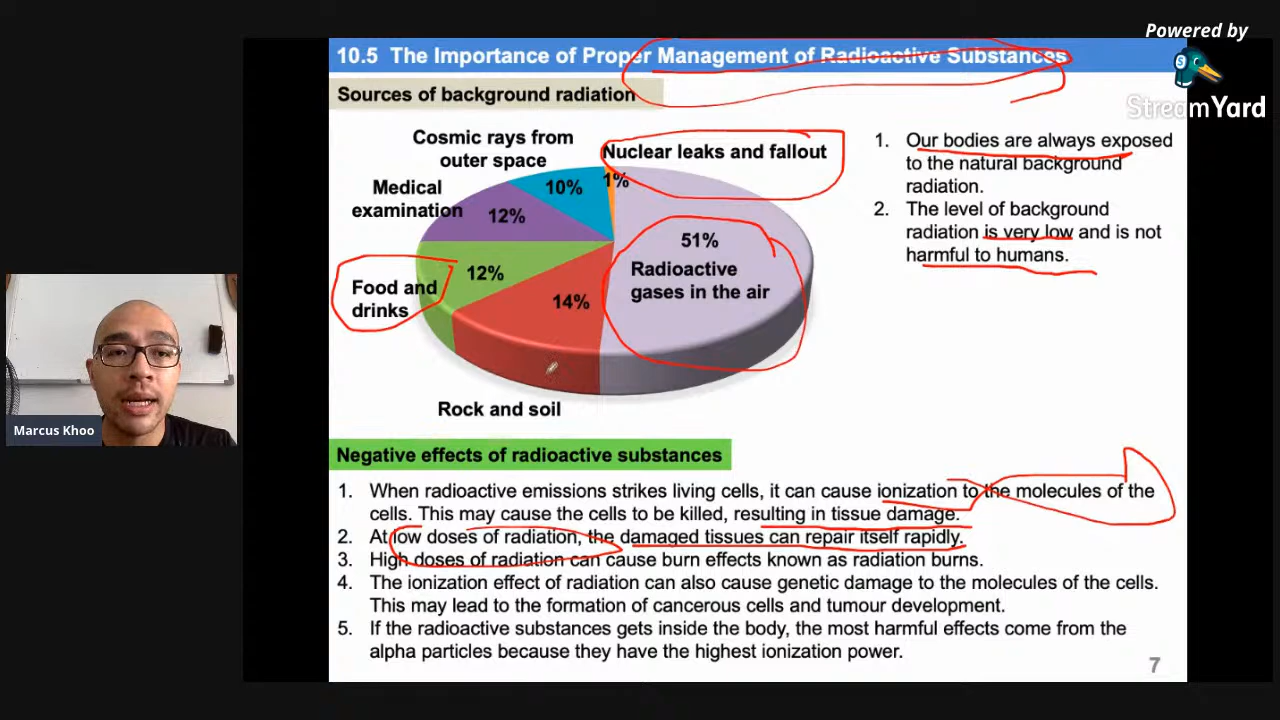 Powered by
StreamYard
10.5 The Importance of Proper Management of Radioactive Substances
Sources of background radiation
Cosmic rays from
outer space
Nuclear leaks and fallout
1%
10%
Medical
examination
12%
51%
Radioactive
gases in the air
Food and
drinks
12%
14%
Rock and soil
1. Our bodies are always exposed
to the natural background
radiation.
2. The level of background
radiation is very low and is not
harmful to humans.
Marcus Khoo
Negative effects of radioactive substances
1. When radioactive emissions strikes living cells, it can cause ionization to the molecules of the
cells. This may cause the cells to be killed, resulting in tissue damage.
2. At low doses of radiation, the damaged tissues can repair itself rapidly.
3. High doses of radiation can cause burn effects known as radiation burns.
4. The ionization effect of radiation can also cause genetic damage to the molecules of the cells.
This may lead to the formation of cancerous cells and tumour development.
5. If the radioactive substances gets inside the body, the most harmful effects come from the
alpha particles because they have the highest ionization power.
7